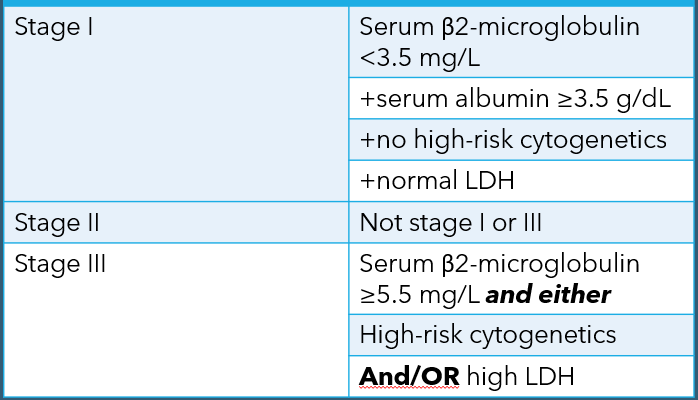 Stage I
Serum β2-microglobulin
<3.5 mg/L
+serum albumin ≥3.5 g/dL
+no high-risk cytogenetics
+normal LDH
Stage II
Not stage I or III
Stage III
Serum β2-microglobulin
≥5.5 mg/L and either
High-risk cytogenetics
And/OR high LDH